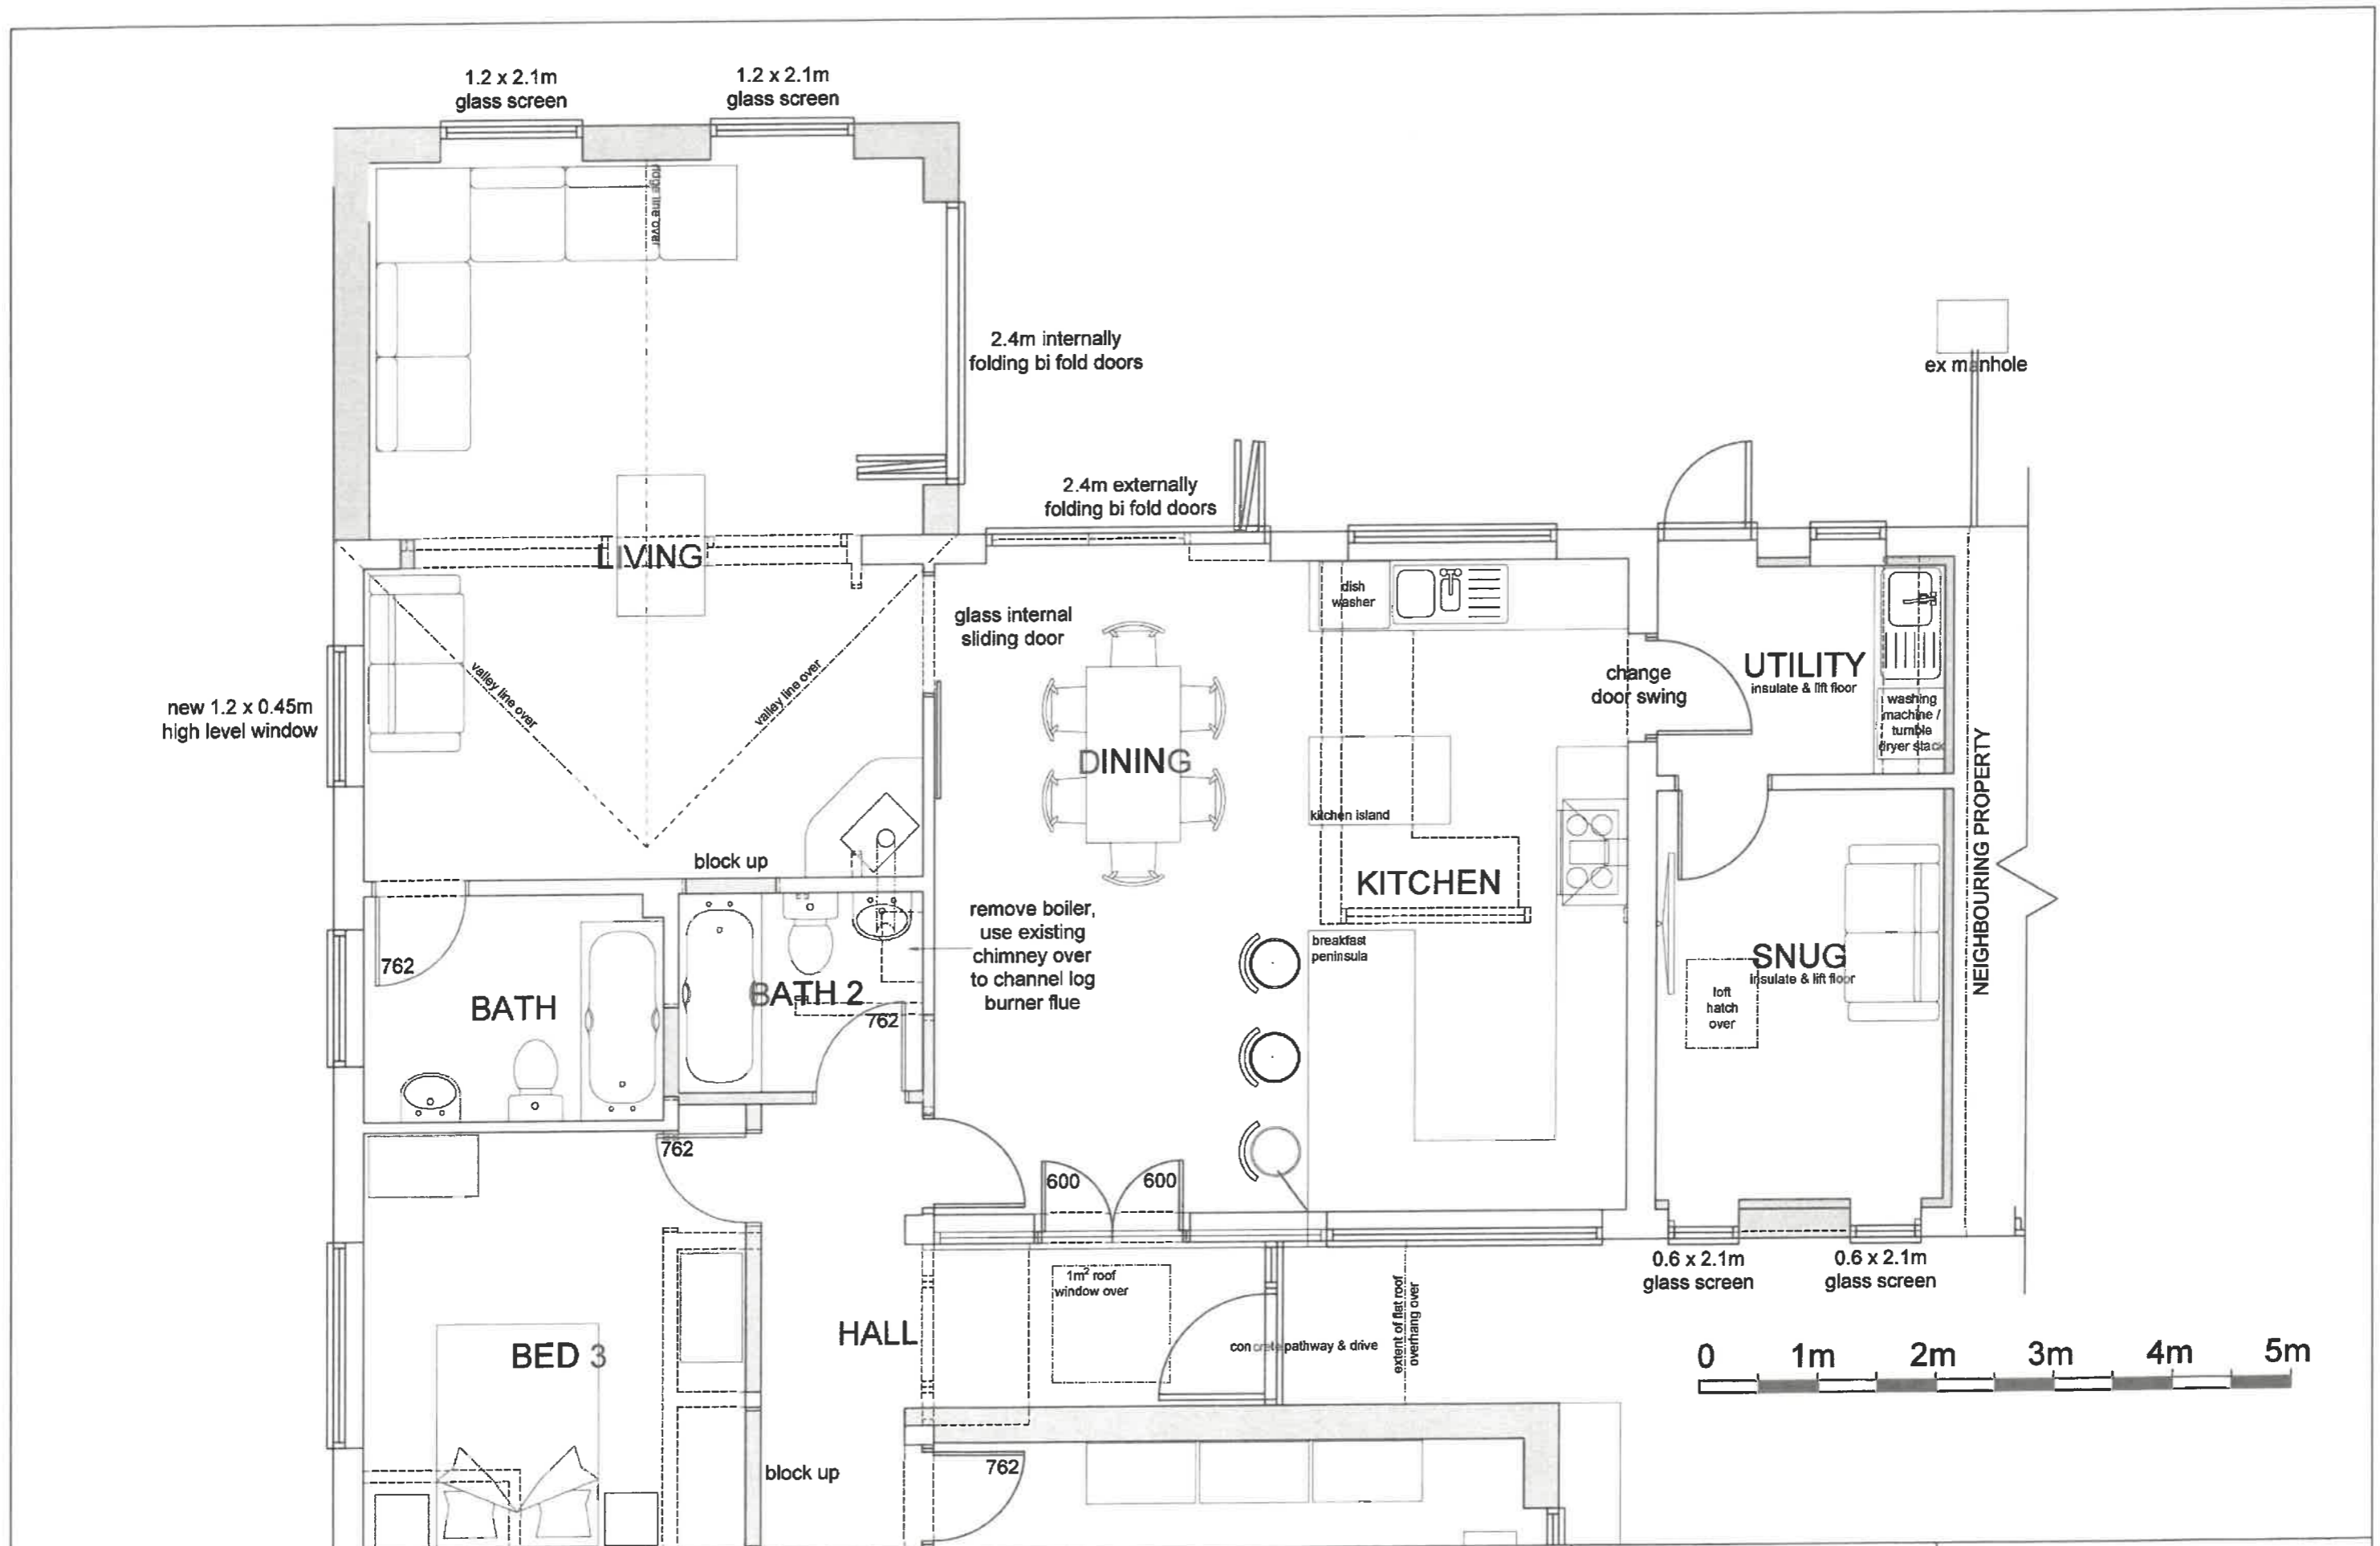 1.2 x 2.1m
glass screen
1.2 x 2.1m
glass screen
ridge line over
2.4m internally
folding bi fold doors
ex manhole
2.4m externally
folding bi fold doors
LIVING
glass internal
sliding door
dish
washer
change
door swing
UTILITY
insulate & lift floor
washing
machine /
tumble
dryer stack
valley line over
valley line over
new 1.2 x 0.45m
high level window
DINING
kitchen island
KITCHEN
NEIGHBOURING PROPERTY
block up
remove boiler,
use existing
chimney over
to channel log
burner flue
breakfast
peninsula
SNUG
insulate & lift floor
loft
hatch
over
762
BATH
BATH 2
762
762
600
600
0.6 x 2.1m
glass screen
0.6 x 2.1m
glass screen
1m² roof
window over
HALL
concrete pathway & drive
extent of flat roof
overhang over
BED 3
0 1m 2m 3m 4m 5m
block up
762